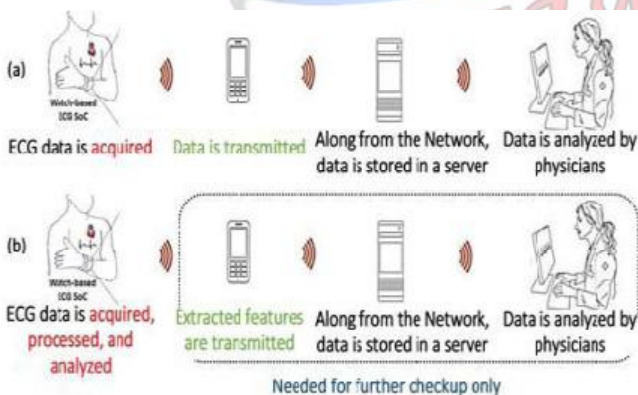 (a)
Watch-based
ECG SoC
ECG data is acquired
Data is transmitted
Along from the Network,
data is stored in a server
Data is analyzed by
physicians
(b)
Watch-based
ECG SoC
ECG data is acquired,
processed, and
analyzed
Extracted features
are transmitted
Along from the Network,
data is stored in a server
Data is analyzed by
physicians
Needed for further checkup only